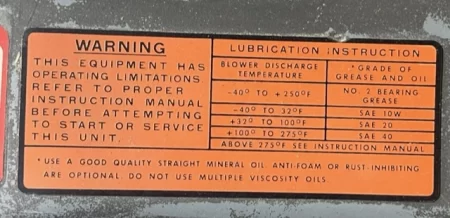 WARNING
THIS EQUIPMENT HAS
OPERATING LIMITATIONS
REFER TO PROPER
INSTRUCTION MANUAL
BEFORE ATTEMPTING
TO START OR SERVICE
THIS UNIT.
LUBRICATION INSTRUCTION
BLOWER DISCHARGE TEMPERATURE
*GRADE OF GREASE AND OIL
-40° TO +250°F
NO. 2 BEARING GREASE
-40° TO 32°F SAE 10W
+32° TO 100°F SAE 20
+100° TO 275°F SAE 40
ABOVE 275°F SEE INSTRUCTION MANUAL
*USE A GOOD QUALITY STRAIGHT MINERAL OIL. ANTI-FOAM OR RUST-INHIBITING
ARE OPTIONAL. DO NOT USE MULTIPLE VISCOSITY OILS.